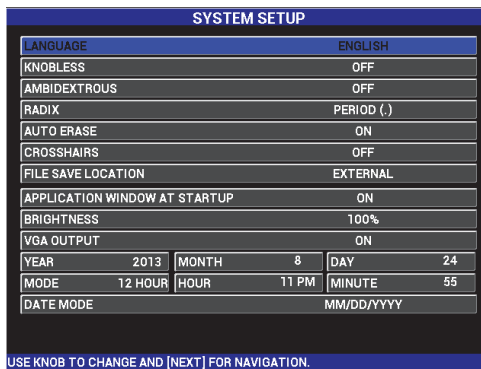 SYSTEM SETUP
LANGUAGE ENGLISH
KNOBLESS OFF
AMBIDEXTROUS OFF
RADIX PERIOD (.)
AUTO ERASE ON
CROSSHAIRS OFF
FILE SAVE LOCATION EXTERNAL
APPLICATION WINDOW AT STARTUP ON
BRIGHTNESS 100%
VGA OUTPUT ON
YEAR 2013 MONTH 8 DAY 24
MODE 12 HOUR HOUR 11 PM MINUTE 55
DATE MODE MM/DD/YYYY
USE KNOB TO CHANGE AND [NEXT] FOR NAVIGATION.